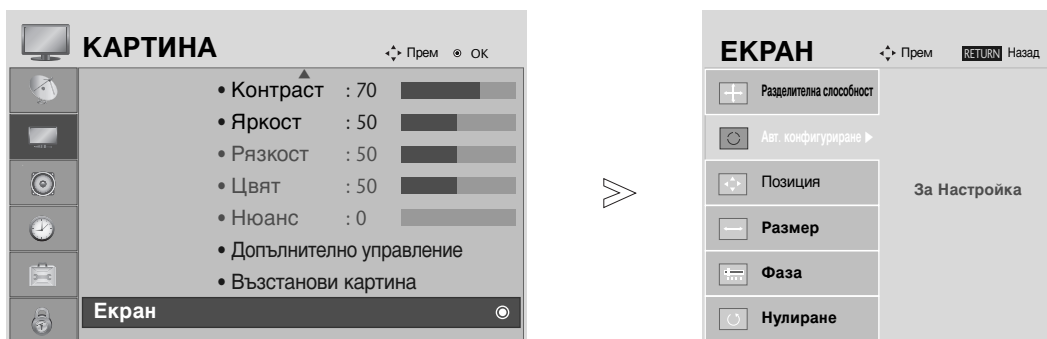 КАРТИНА
Прем OK
• Контраст : 70
• Яркост : 50
• Рязкост : 50
• Цвят : 50
• Нюанс : 0
• Допълнително управление
• Възстанови картина
Екран
ЕКРАН
Прем RETURN Назад
Разделителна способност
Авт. конфигуриране
Позиция
Размер
Фаза
Нулиране
За Настройка